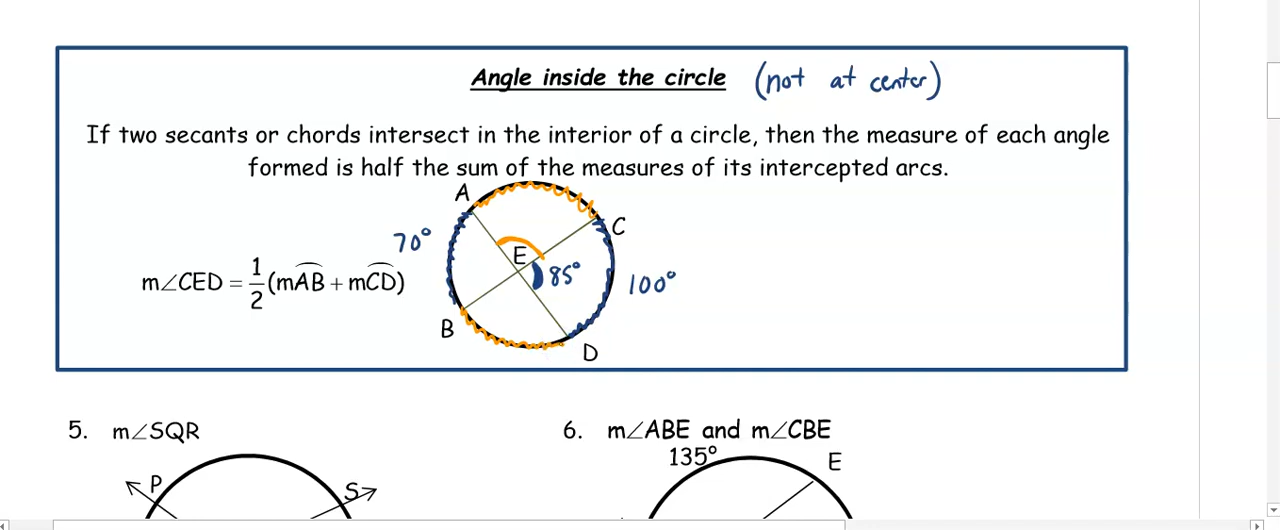 Angle inside the circle (not at center)
If two secants or chords intersect in the interior of a circle, then the measure of each angle
formed is half the sum of the measures of its intercepted arcs.
A
C
70°
E
85°
100°
m∠CED = 1/2 (mAB + mCD)
B
D
5. m∠SQR
6. m∠ABE and m∠CBE
135°
E
P
S